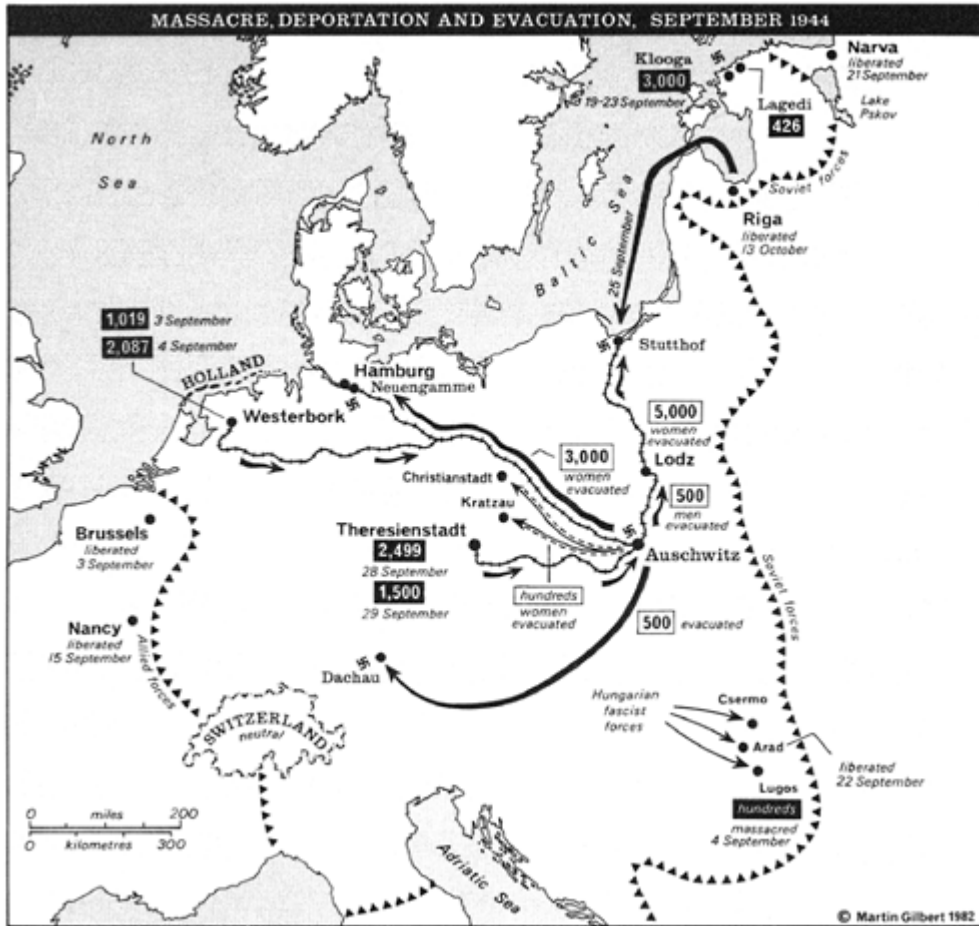 MASSACRE, DEPORTATION AND EVACUATION, SEPTEMBER 1944
Klooga
3,000
19-23 September
Narva
liberated
21 September
Lagedi
426
Lake
Pskov
North
Sea
Soviet forces
Baltic Sea
Riga
liberated
13 October
25 September
1,019 3 September
2,087 4 September
Stutthof
HOLLAND
Hamburg
Neuengamme
Westerbork
5,000
women
evacuated
3,000
women
evacuated
Lodz
Christianstadt
500
men
evacuated
Kratzau
Brussels
liberated
3 September
Theresienstadt
2,499
28 September
1,500
29 September
Auschwitz
hundreds
women
evacuated
Nancy
liberated
15 September
Allied forces
500 evacuated
Soviet forces
Dachau
SWITZERLAND
neutral
Hungarian
fascist
forces
Csermo
Arad
liberated
22 September
Lugos
hundreds
massacred
4 September
0 miles 200
0 kilometres 300
Adriatic Sea
© Martin Gilbert 1982